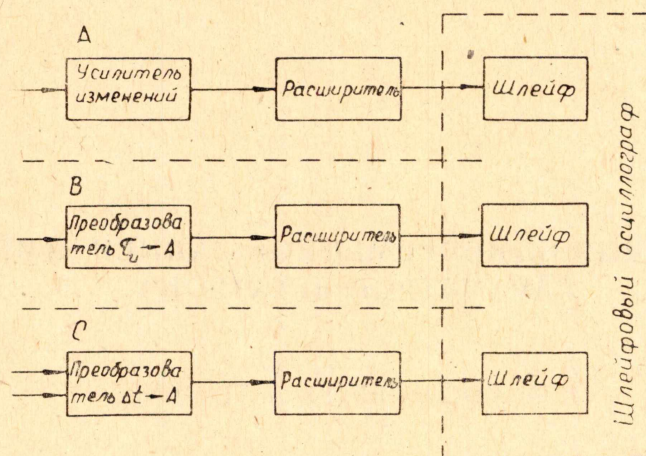 A
Усилитель
изменений
Расширитель
Шлейф
B
Преобразова
тель τи → A
Расширитель
Шлейф
C
Преобразова
тель Δt → A
Расширитель
Шлейф
Шлейфовый осциллограф